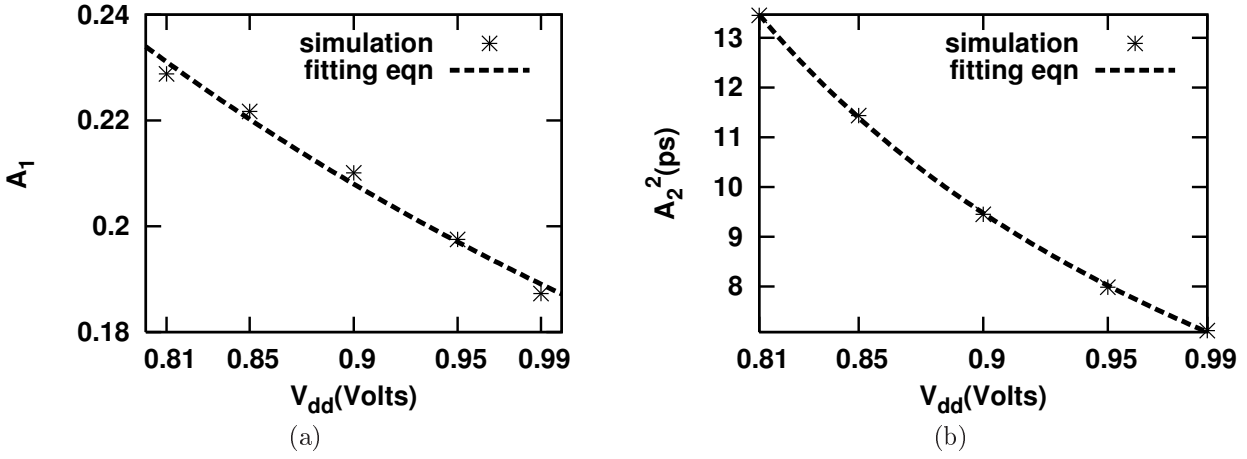 0.24
0.22
0.2
0.18
A1
simulation
fitting eqn
0.81 0.85 0.9 0.95 0.99
Vdd(Volts)
(a)
13
12
11
10
9
8
A2^2(ps)
simulation
fitting eqn
0.81 0.85 0.9 0.95 0.99
Vdd(Volts)
(b)